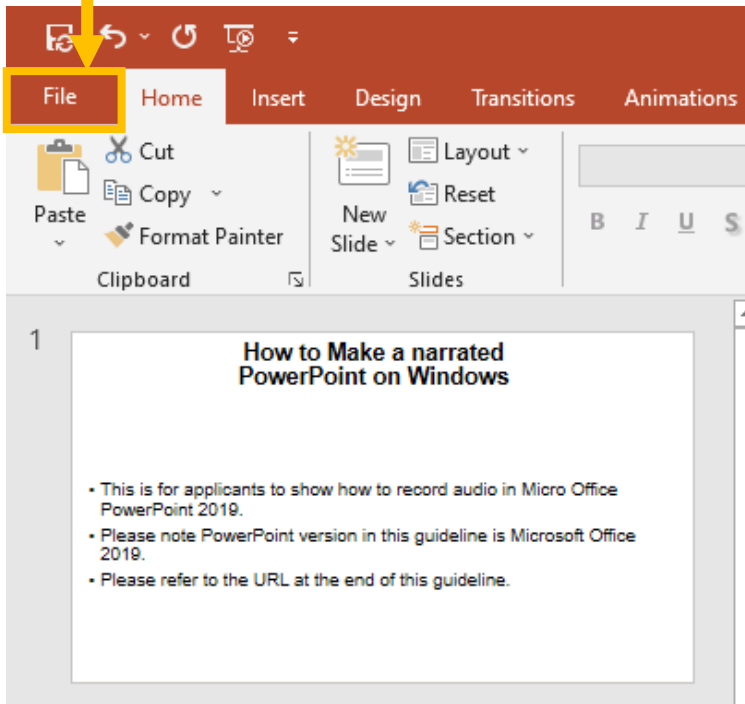 File Home Insert Design Transitions Animations
Cut
Layout
Copy
Reset
Paste
New
B I U S
Format Painter
Slide
Section
Clipboard
Slides
1
How to Make a narrated
PowerPoint on Windows
▪ This is for applicants to show how to record audio in Micro Office
PowerPoint 2019.
▪ Please note PowerPoint version in this guideline is Microsoft Office
2019.
▪ Please refer to the URL at the end of this guideline.